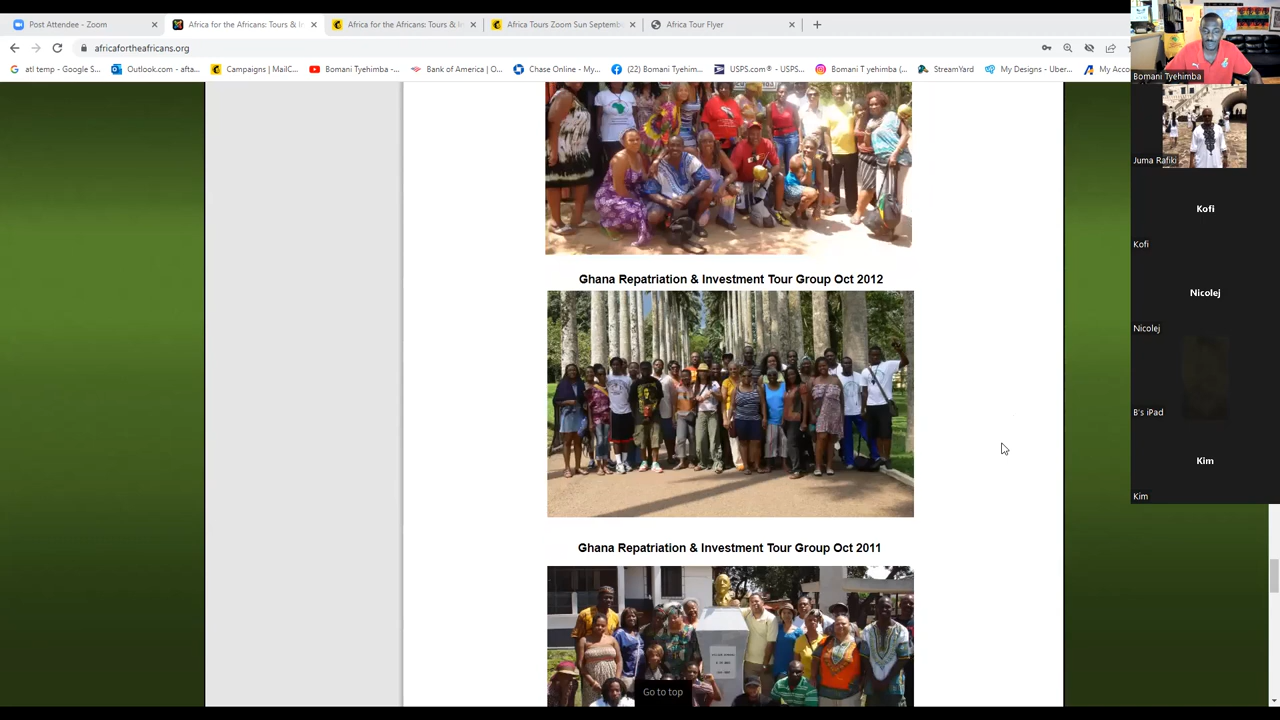 Post Attendee - Zoom
Africa for the Africans: Tours & In
Africa for the Africans: Tours & In
Africa Tours Zoom Sun Septembe
Africa Tour Flyer
africafortheafricans.org
atl temp - Google S...
Outlook.com - afta...
Campaigns | MailC...
Bomani Tyehimba -...
Bank of America | O...
Chase Online - My...
(22) Bomani Tyehim...
USPS.com® - USPS...
Bomani T yehimba (...
StreamYard
My Designs - Uber...
My Acco
Bomani Tyehimba
Juma Rafiki
Kofi
Kofi
Ghana Repatriation & Investment Tour Group Oct 2012
Nicolej
Nicolej
B's iPad
Kim
Kim
Ghana Repatriation & Investment Tour Group Oct 2011
Go to top